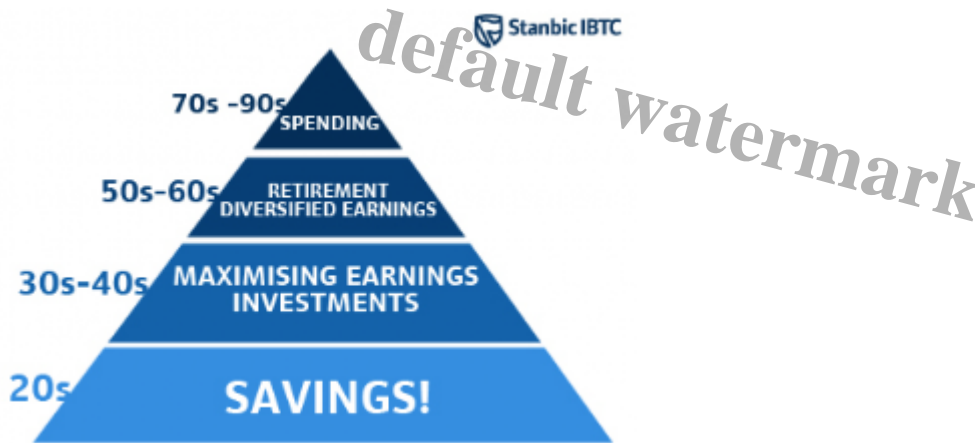 Stanbic IBTC
default watermark
70s -90s
SPENDING
50s-60s
RETIREMENT
DIVERSIFIED EARNINGS
30s-40s
MAXIMISING EARNINGS
INVESTMENTS
20s
SAVINGS!